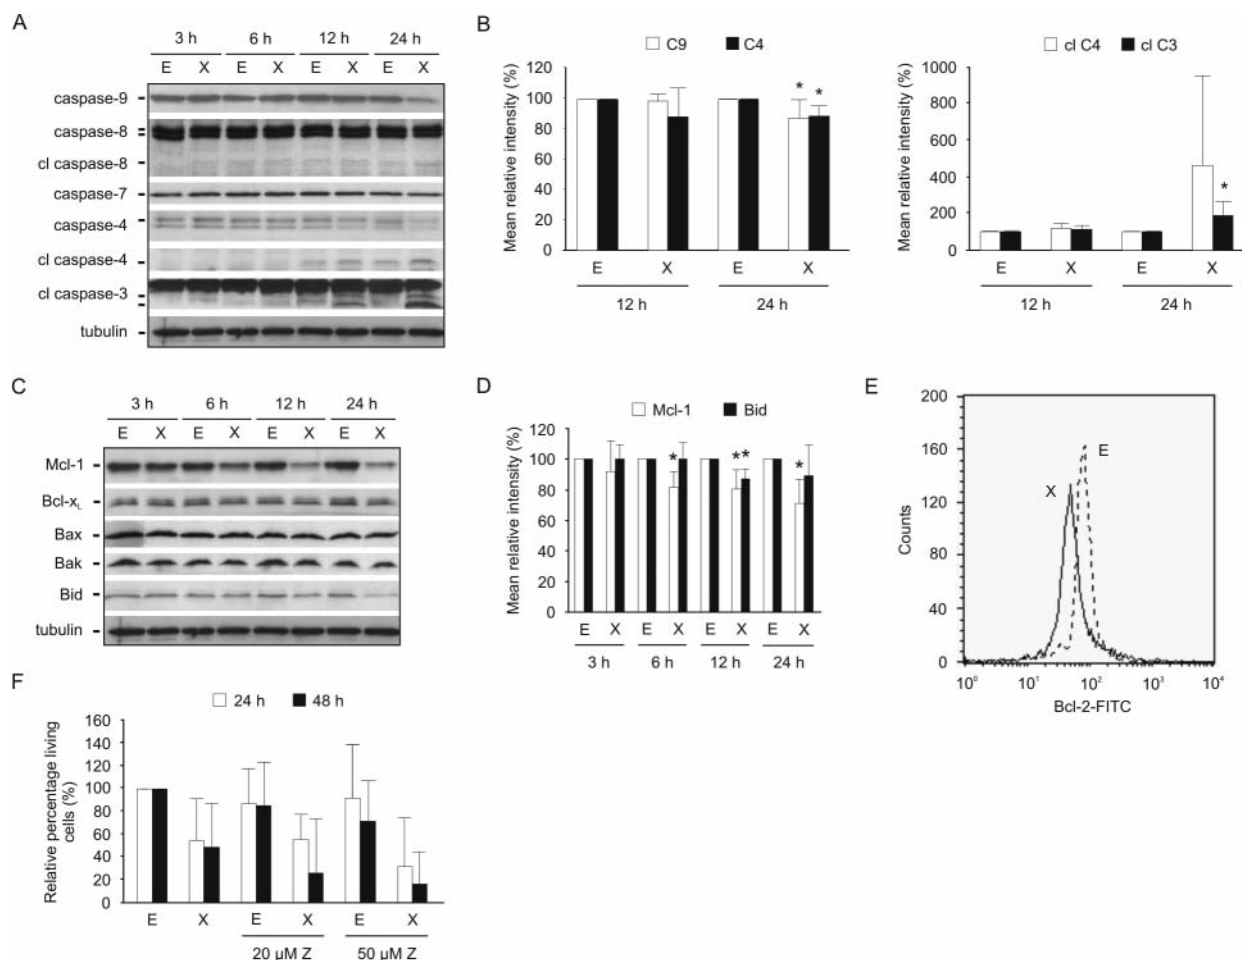 A
3 h 6 h 12 h 24 h
E X E X E X E X
caspase-9
caspase-8
cl caspase-8
caspase-7
caspase-4
cl caspase-4
cl caspase-3
tubulin
B
C9 C4
Mean relative intensity (%)
120
100
80
60
40
20
0
* *
E X E X
12 h 24 h
cl C4 cl C3
Mean relative intensity (%)
1000
800
600
400
200
0
*
E X E X
12 h 24 h
C
3 h 6 h 12 h 24 h
E X E X E X E X
Mcl-1
Bcl-xL
Bax
Bak
Bid
tubulin
D
Mcl-1 Bid
Mean relative intensity (%)
120
100
80
60
40
20
0
* * * *
E X E X E X E X
3 h 6 h 12 h 24 h
E
Counts
200
160
120
80
40
0
E
X
10⁰ 10¹ 10² 10³ 10⁴
Bcl-2-FITC
F
24 h 48 h
Relative percentage living
cells (%)
160
140
120
100
80
60
40
20
0
E X E X E X
20 µM Z 50 µM Z